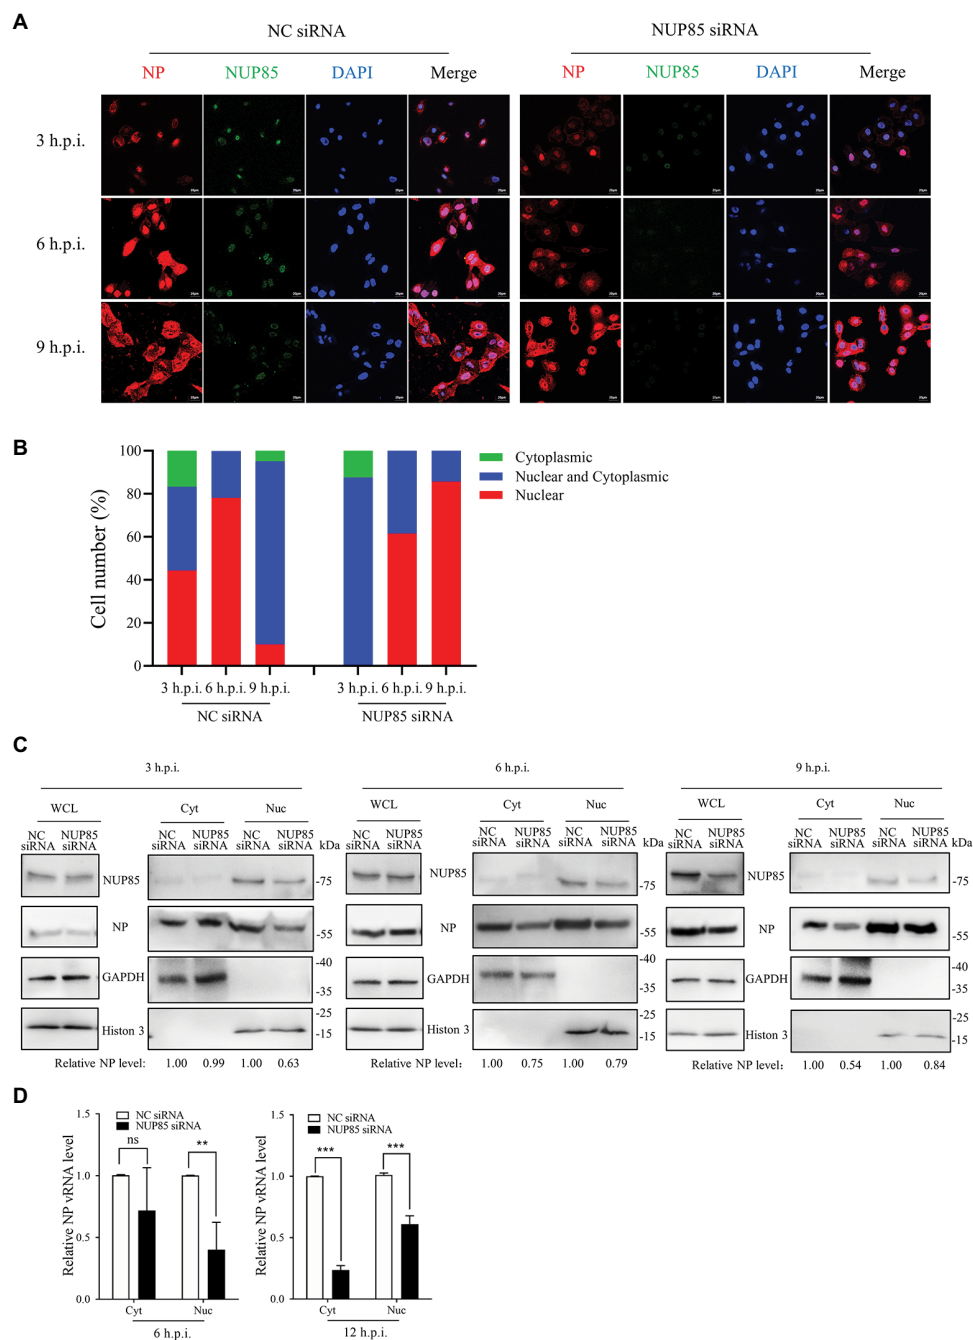 A
NC siRNA
NUP85 siRNA
NP NUP85 DAPI Merge
NP NUP85 DAPI Merge
3 h.p.i.
6 h.p.i.
9 h.p.i.
B
Cell number (%)
100
80
60
40
20
0
Cytoplasmic
Nuclear and Cytoplasmic
Nuclear
3 h.p.i. 6 h.p.i. 9 h.p.i.
3 h.p.i. 6 h.p.i. 9 h.p.i.
NC siRNA
NUP85 siRNA
C
3 h.p.i.
WCL
Cyt
Nuc
NC siRNA
NUP85 siRNA
NC siRNA
NUP85 siRNA
NC siRNA
NUP85 siRNA
kDa
NUP85
-75
NP
-55
GAPDH
-40
-35
Histon 3
-25
-15
Relative NP level: 1.00 0.99 1.00 0.63
6 h.p.i.
WCL
Cyt
Nuc
NC siRNA
NUP85 siRNA
NC siRNA
NUP85 siRNA
NC siRNA
NUP85 siRNA
kDa
NUP85
-75
NP
-55
GAPDH
-40
-35
Histon 3
-25
-15
Relative NP level: 1.00 0.75 1.00 0.79
9 h.p.i.
WCL
Cyt
Nuc
NC siRNA
NUP85 siRNA
NC siRNA
NUP85 siRNA
NC siRNA
NUP85 siRNA
kDa
NUP85
-75
NP
-55
GAPDH
-40
-35
Histon 3
-25
-15
Relative NP level: 1.00 0.54 1.00 0.84
D
Relative NP vRNA level
1.5
1.0
0.5
0.0
NC siRNA
NUP85 siRNA
ns
**
Cyt Nuc
6 h.p.i.
Relative NP vRNA level
1.5
1.0
0.5
0.0
NC siRNA
NUP85 siRNA
***
***
Cyt Nuc
12 h.p.i.